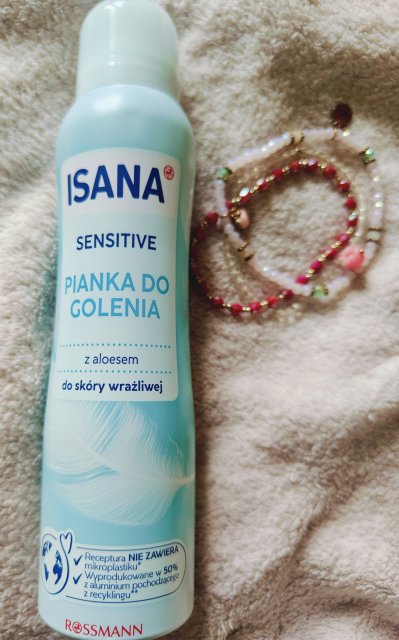 ISANA
SENSITIVE
PIANKA DO
GOLENIA
z aloesem
do skóry wrażliwej
Receptura NIE ZAWIERA
mikroplastiku*
Wyprodukowane w 50%
z aluminium pochodzącego
z recyklingu**
ROSSMANN